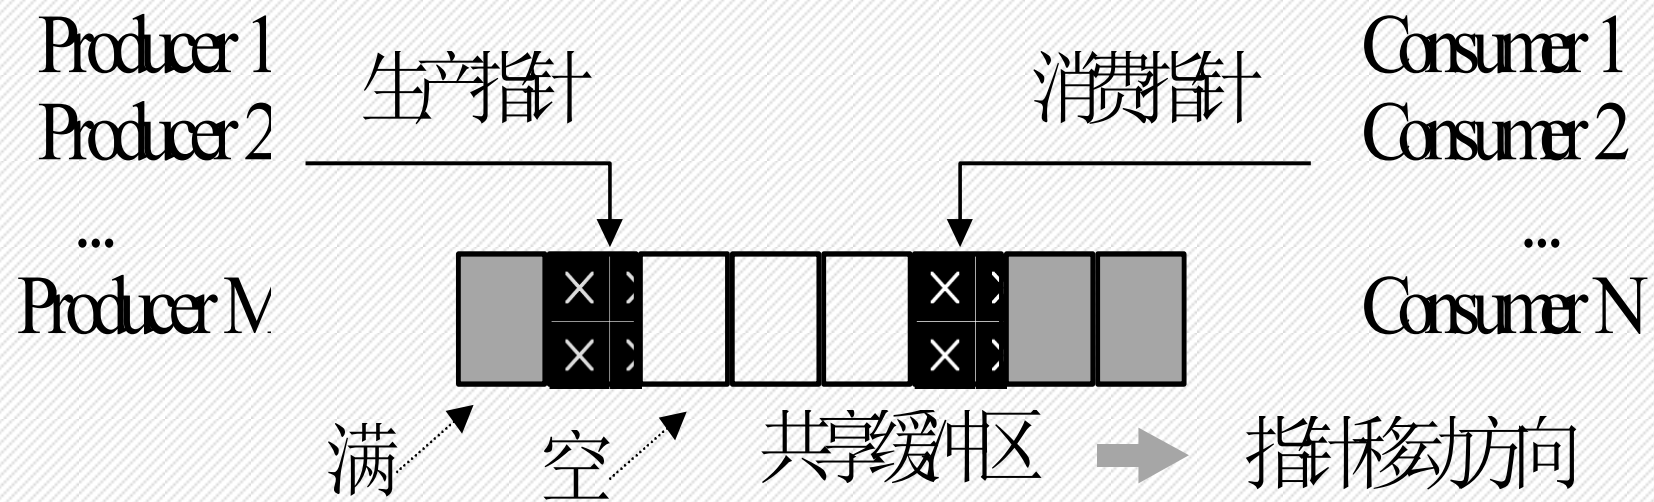 Producer 1
Producer 2
...
Producer M
生产指针
消费指针
Consumer 1
Consumer 2
...
Consumer N
满
空
共享缓冲区
指针移动方向